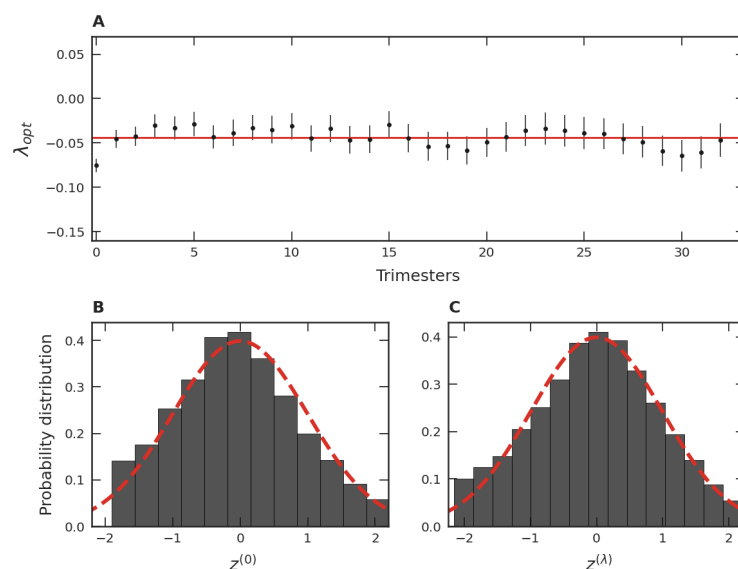 A
0.05
0.00
−0.05
−0.10
−0.15
λopt
0 5 10 15 20 25 30
Trimesters
B
0.4
0.3
0.2
0.1
0.0
Probability distribution
−2 −1 0 1 2
z(0)
C
0.4
0.3
0.2
0.1
0.0
−2 −1 0 1 2
z(λ)